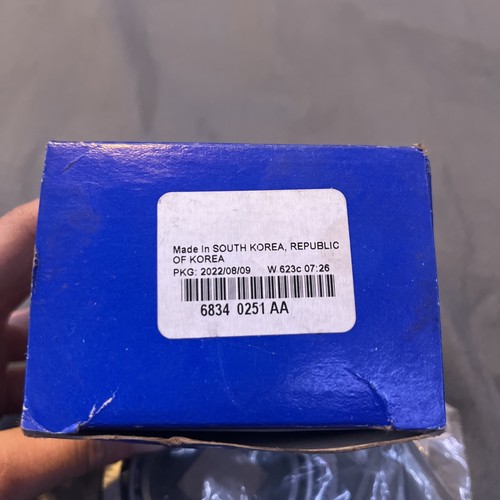 Made In SOUTH KOREA, REPUBLIC
OF KOREA
PKG: 2022/08/09 W 623c 07:26
6834 0251 AA